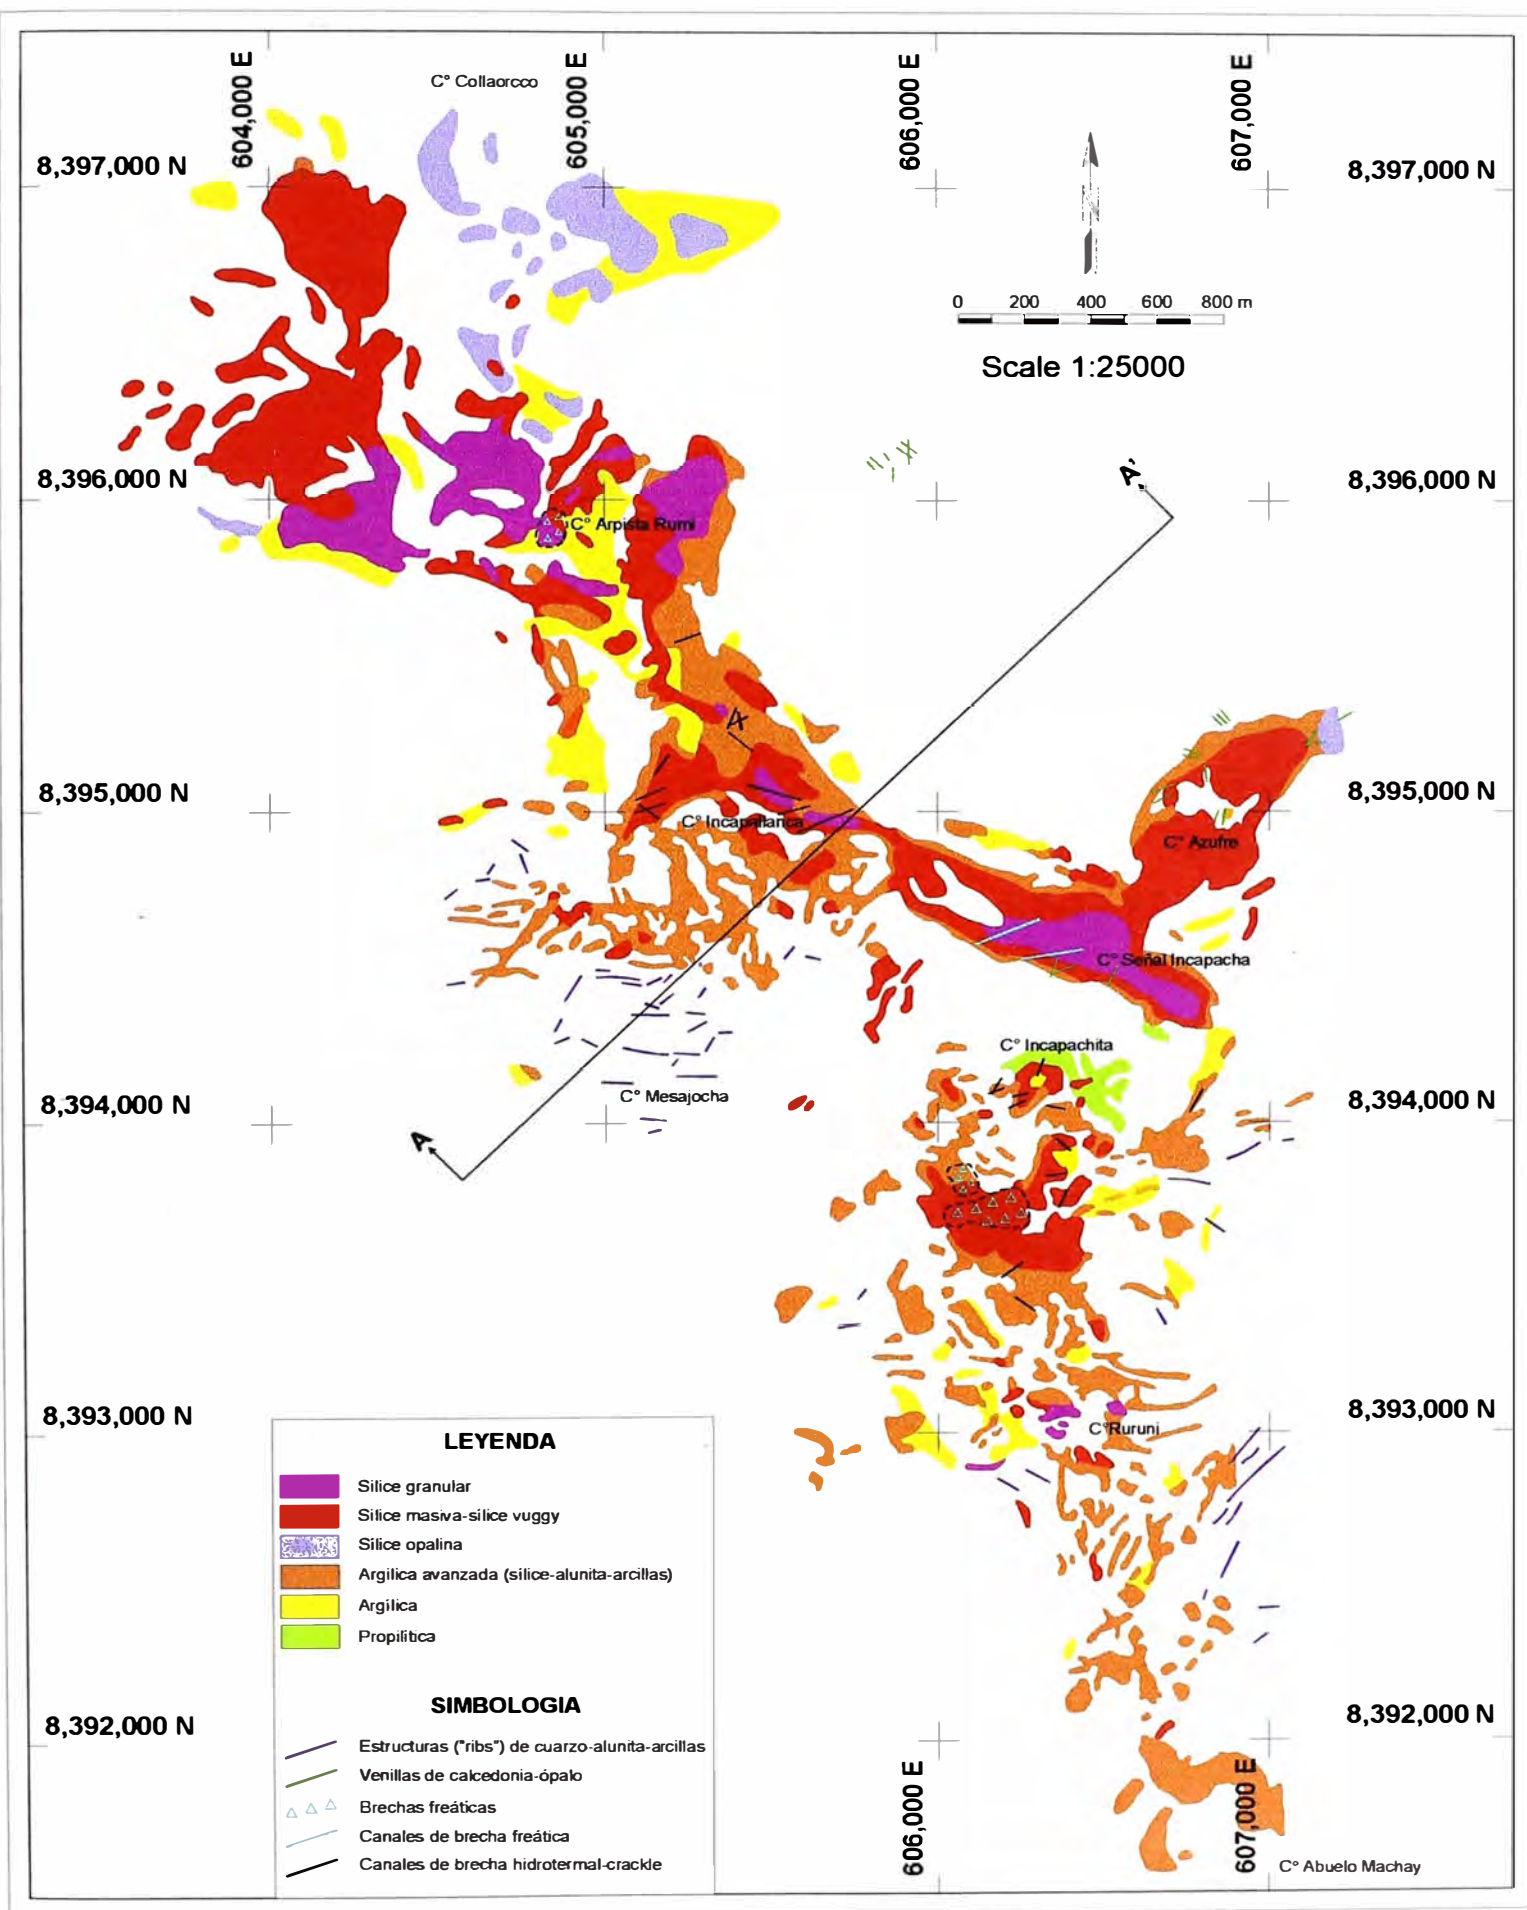 604,000 E
605,000 E
606,000 E
607,000 E
C° Collaorcco
8,397,000 N
8,397,000 N
0 200 400 600 800 m
Scale 1:25000
8,396,000 N
8,396,000 N
A'
C° Arpista Rumi
8,395,000 N
8,395,000 N
C° Incapallanca
C° Azufre
C° Señal Incapacha
C° Incapachita
C° Mesajocha
8,394,000 N
8,394,000 N
A
8,393,000 N
8,393,000 N
C°Ruruni
LEYENDA
Silice granular
Silice masiva-sílice vuggy
Sílice opalina
Argilica avanzada (sílice-alunita-arcillas)
Argílica
Propilítica
SIMBOLOGIA
Estructuras ("ribs") de cuarzo-alunita-arcillas
Venillas de calcedonia-ópalo
Brechas freáticas
Canales de brecha freática
Canales de brecha hidrotermal-crackle
8,392,000 N
8,392,000 N
606,000 E
607,000 E
C° Abuelo Machay